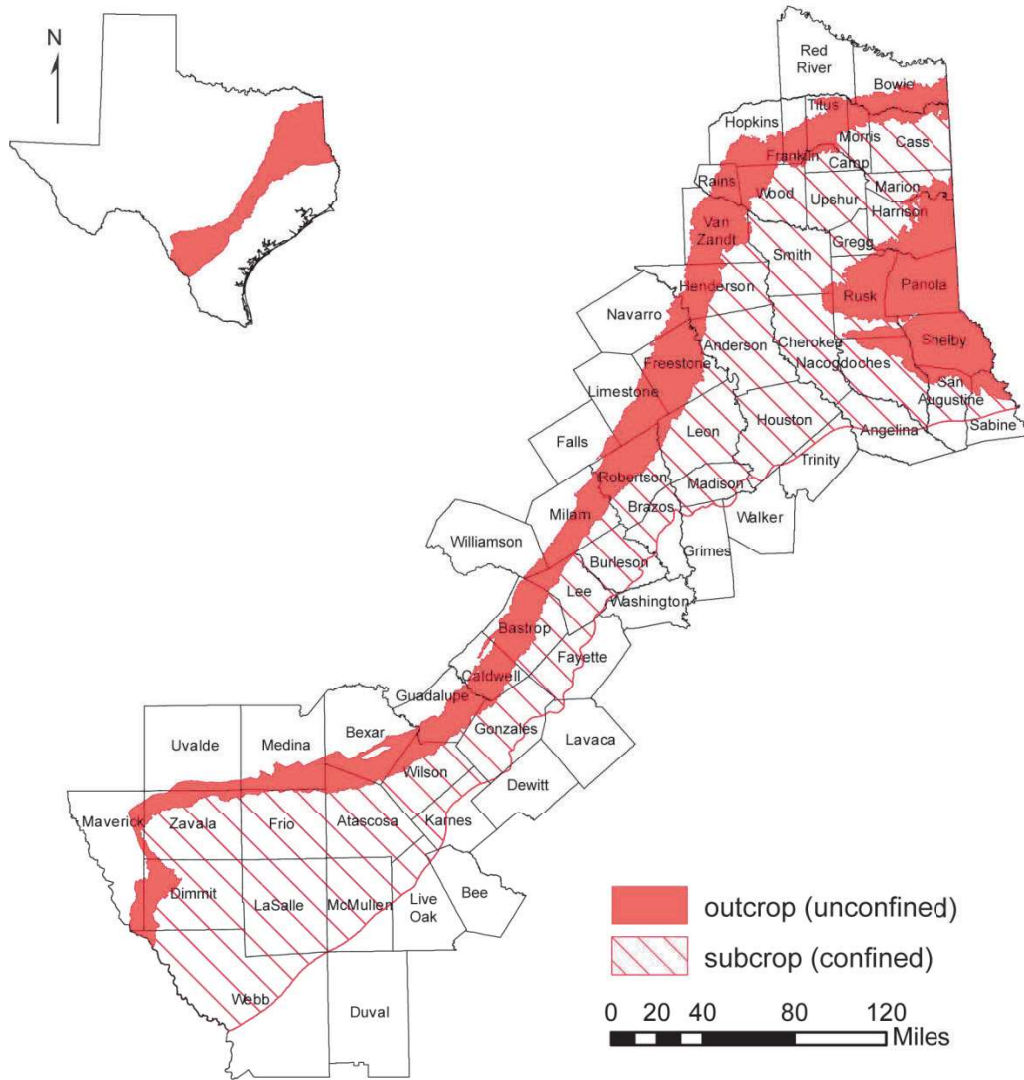 N
Red
River
Bowie
Titus
Hopkins
Morris
Cass
Franklin
Camp
Rains
Wood
Marion
Upshur
Harrison
Van
Zandt
Gregg
Smith
Henderson
Rusk
Panola
Navarro
Anderson
Cherokee
Shelby
Freestone
Nacogdoches
Limestone
San
Augustine
Houston
Leon
Angelina
Sabine
Falls
Trinity
Robertson
Madison
Milam
Brazos
Walker
Williamson
Grimes
Burleson
Lee
Washington
Bastrop
Fayette
Caldwell
Guadalupe
Bexar
Gonzales
Uvalde
Medina
Lavaca
Wilson
Dewitt
Maverick
Zavala
Frio
Atascosa
Karnes
Dimmit
LaSalle
McMullen
Live
Oak
Bee
Webb
Duval
outcrop (unconfined)
subcrop (confined)
0 20 40 80 120
Miles